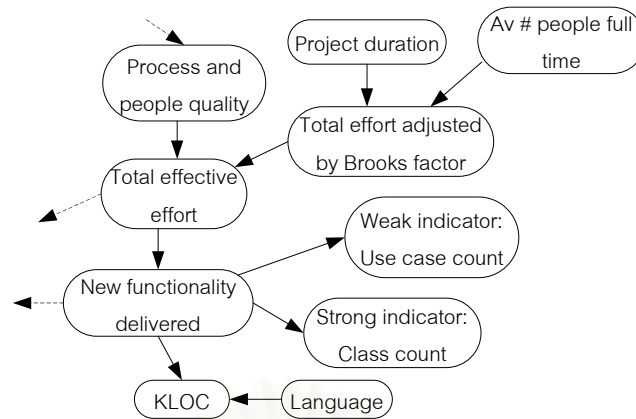 Process and
people quality
Project duration
Av # people full
time
Total effort adjusted
by Brooks factor
Total effective
effort
Weak indicator:
Use case count
New functionality
delivered
Strong indicator:
Class count
KLOC
Language